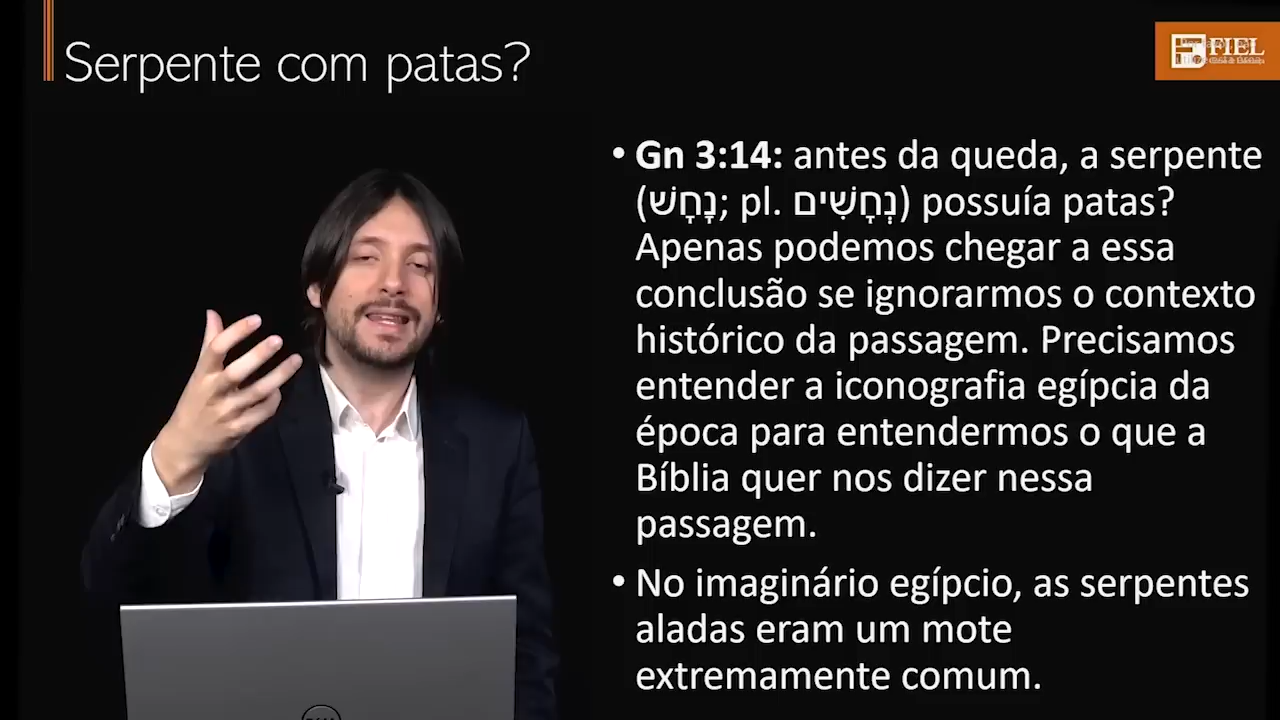 Serpente com patas?
FIEL
• Gn 3:14: antes da queda, a serpente
(נָחָשׁ; pl. נְחָשִׁים) possuía patas?
Apenas podemos chegar a essa
conclusão se ignorarmos o contexto
histórico da passagem. Precisamos
entender a iconografia egípcia da
época para entendermos o que a
Bíblia quer nos dizer nessa
passagem.
• No imaginário egípcio, as serpentes
aladas eram um mote
extremamente comum.